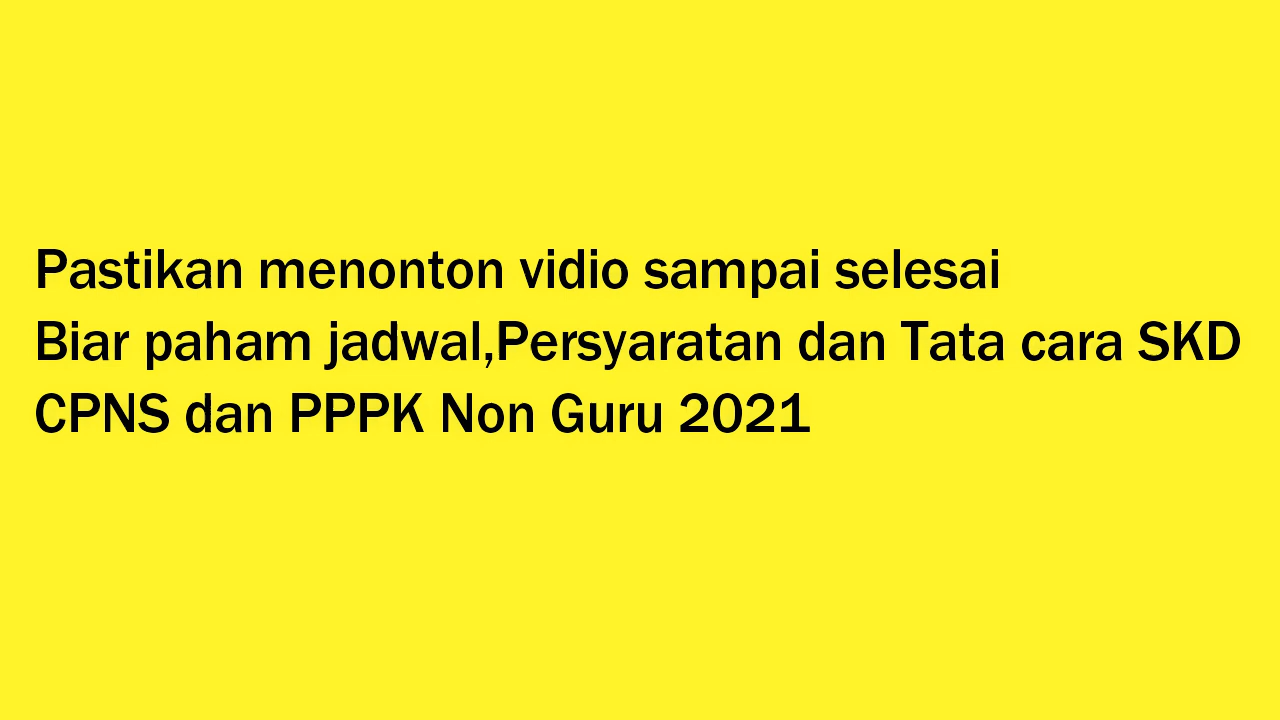 Pastikan menonton vidio sampai selesai
Biar paham jadwal,Persyaratan dan Tata cara SKD
CPNS dan PPPK Non Guru 2021